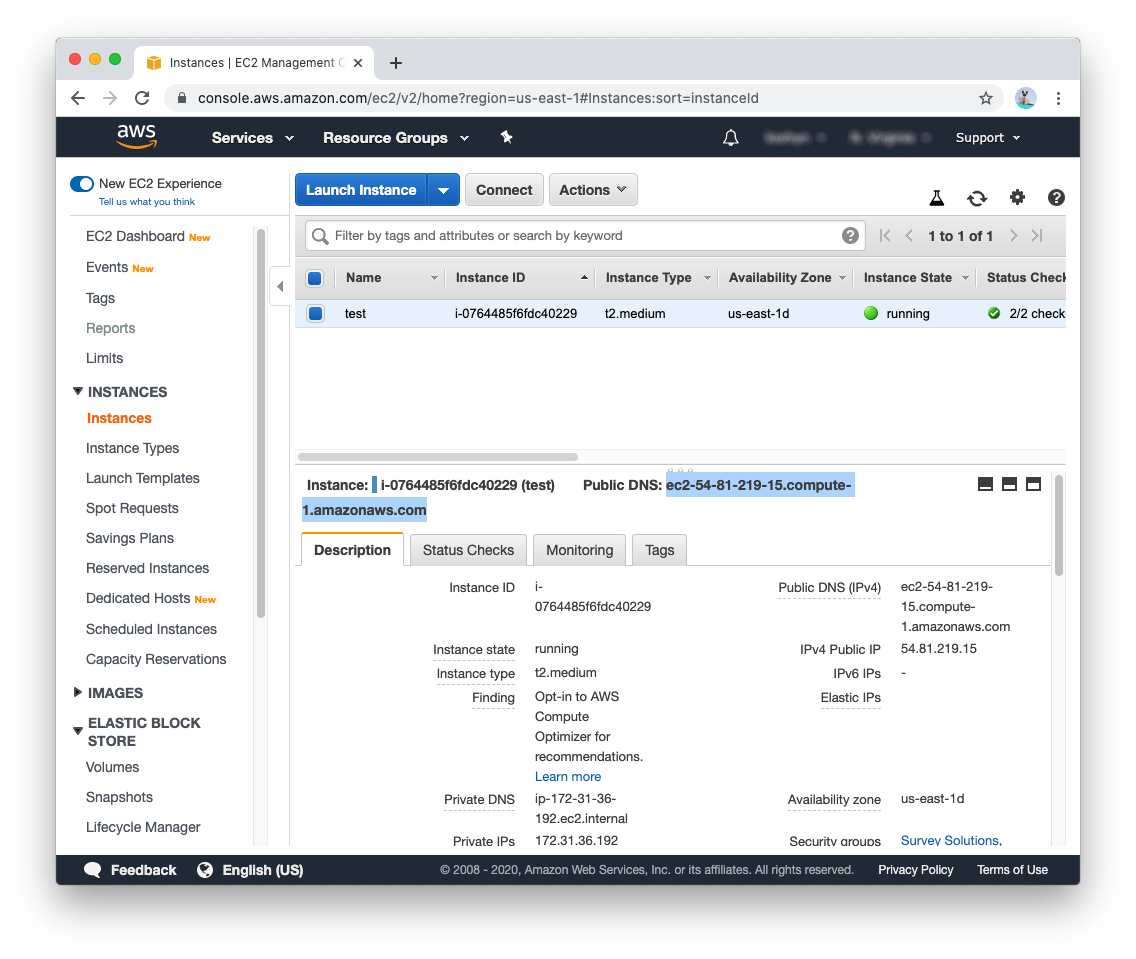 Instances | EC2 Management C
console.aws.amazon.com/ec2/v2/home?region=us-east-1#Instances:sort=instanceId
aws
Services
Resource Groups
Support
New EC2 Experience
Tell us what you think
EC2 Dashboard New
Events New
Tags
Reports
Limits
INSTANCES
Instances
Instance Types
Launch Templates
Spot Requests
Savings Plans
Reserved Instances
Dedicated Hosts New
Scheduled Instances
Capacity Reservations
IMAGES
ELASTIC BLOCK
STORE
Volumes
Snapshots
Lifecycle Manager
Launch Instance
Connect
Actions
Filter by tags and attributes or search by keyword
1 to 1 of 1
Name Instance ID Instance Type Availability Zone Instance State Status Check
test i-0764485f6fdc40229 t2.medium us-east-1d running 2/2 check
Instance: i-0764485f6fdc40229 (test) Public DNS: ec2-54-81-219-15.compute-
1.amazonaws.com
Description
Status Checks
Monitoring
Tags
Instance ID i-
0764485f6fdc40229
Instance state running
Instance type t2.medium
Finding Opt-in to AWS
Compute
Optimizer for
recommendations.
Learn more
Private DNS ip-172-31-36-
192.ec2.internal
Private IPs 172.31.36.192
Public DNS (IPv4) ec2-54-81-219-
15.compute-
1.amazonaws.com
IPv4 Public IP 54.81.219.15
IPv6 IPs -
Elastic IPs
Availability zone us-east-1d
Security groups Survey Solutions,
Feedback
English (US)
© 2008 - 2020, Amazon Web Services, Inc. or its affiliates. All rights reserved.
Privacy Policy
Terms of Use